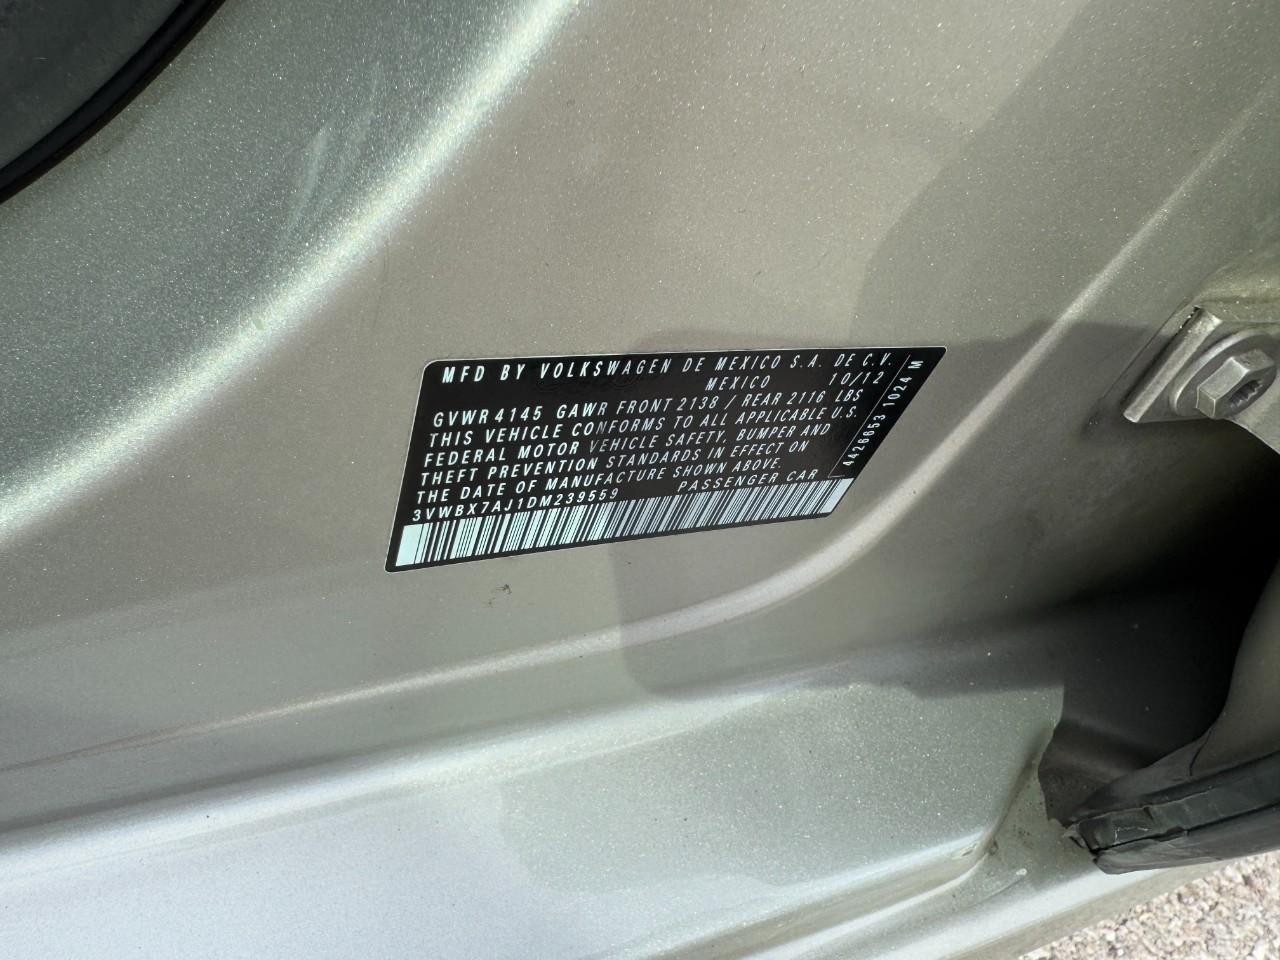 MFD BY VOLKSWAGEN DE MEXICO S.A. DE C.V.
MEXICO 10/12
GVWR 4145 GAWR FRONT 2138 / REAR 2116 LBS
THIS VEHICLE CONFORMS TO ALL APPLICABLE U.S.
FEDERAL MOTOR VEHICLE SAFETY, BUMPER AND
THEFT PREVENTION STANDARDS IN EFFECT ON
THE DATE OF MANUFACTURE SHOWN ABOVE.
3VWBX7AJ1DM239559 PASSENGER CAR
4426653 1024 M